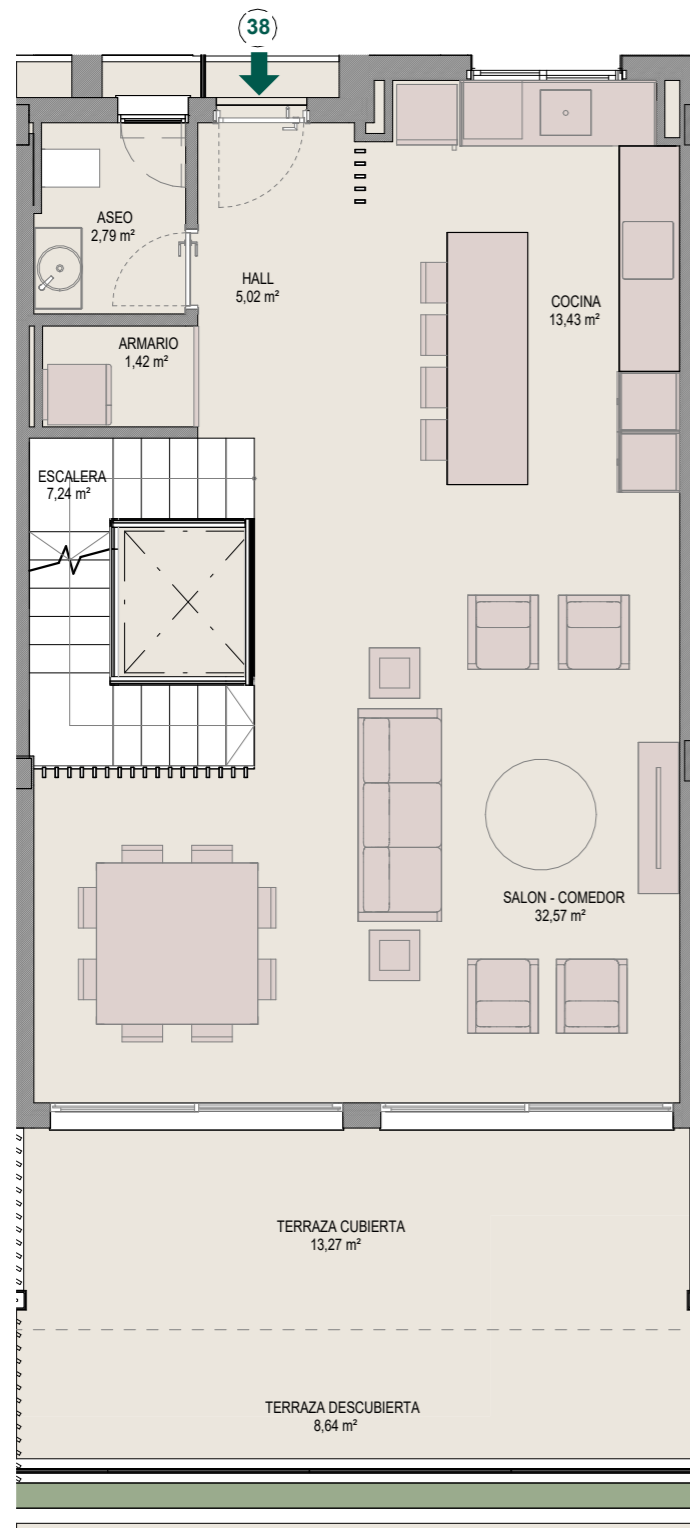 38
ASEO
2,79 m²
HALL
5,02 m²
COCINA
13,43 m²
ARMARIO
1,42 m²
ESCALERA
7,24 m²
SALON - COMEDOR
32,57 m²
TERRAZA CUBIERTA
13,27 m²
TERRAZA DESCUBIERTA
8,64 m²